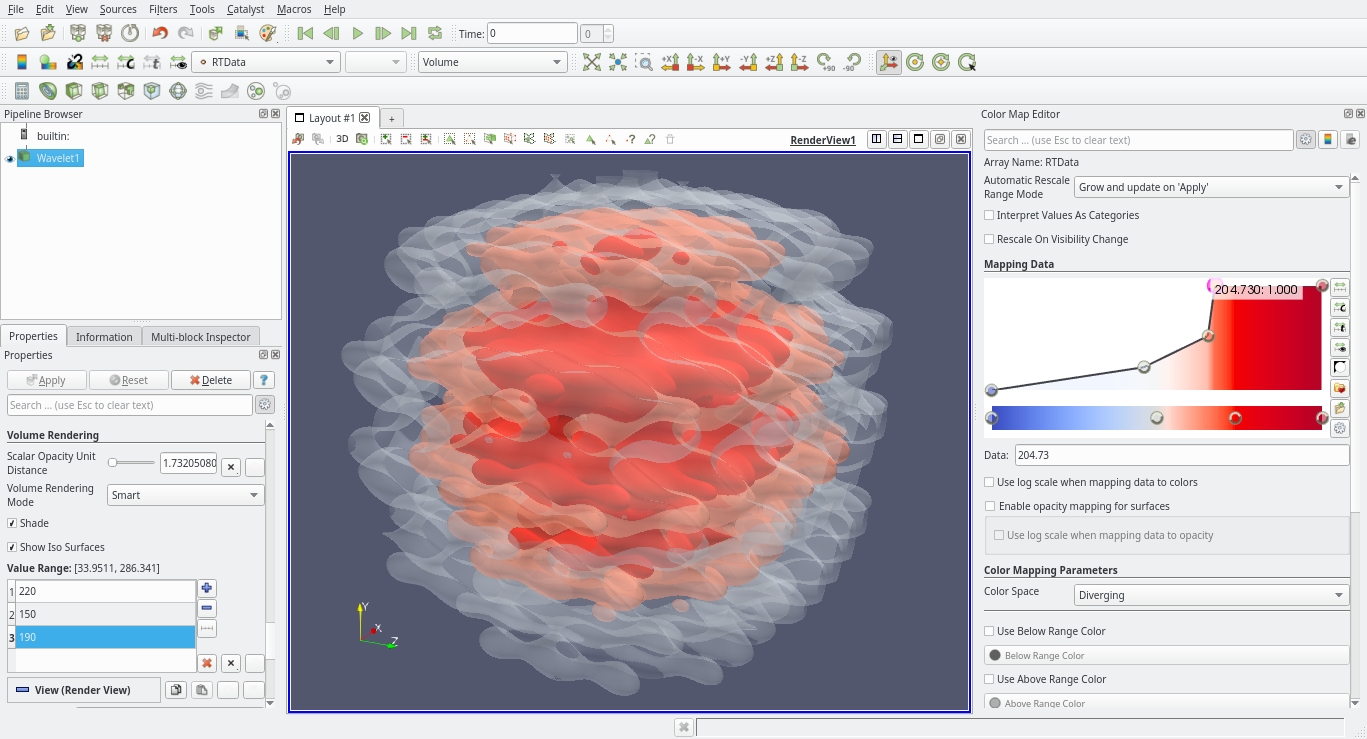 File Edit View Sources Filters Tools Catalyst Macros Help
Time: 0 0
RTData Volume +X -X +Y -Y +Z -Z +90 -90
Pipeline Browser
builtin:
Wavelet1
Properties Information Multi-block Inspector
Properties
Apply Reset Delete ?
Search ... (use Esc to clear text)
Volume Rendering
Scalar Opacity Unit
Distance
1.73205080
Volume Rendering
Mode
Smart
Shade
Show Iso Surfaces
Value Range: [33.9511, 286.341]
1 220
2 150
3 190
View (Render View)
Layout #1 +
3D RenderView1
Y
X
Z
Color Map Editor
Search ... (use Esc to clear text)
Array Name: RTData
Automatic Rescale
Range Mode
Grow and update on 'Apply'
Interpret Values As Categories
Rescale On Visibility Change
Mapping Data
204.730: 1.000
Data: 204.73
Use log scale when mapping data to colors
Enable opacity mapping for surfaces
Use log scale when mapping data to opacity
Color Mapping Parameters
Color Space Diverging
Use Below Range Color
Below Range Color
Use Above Range Color
Above Range Color